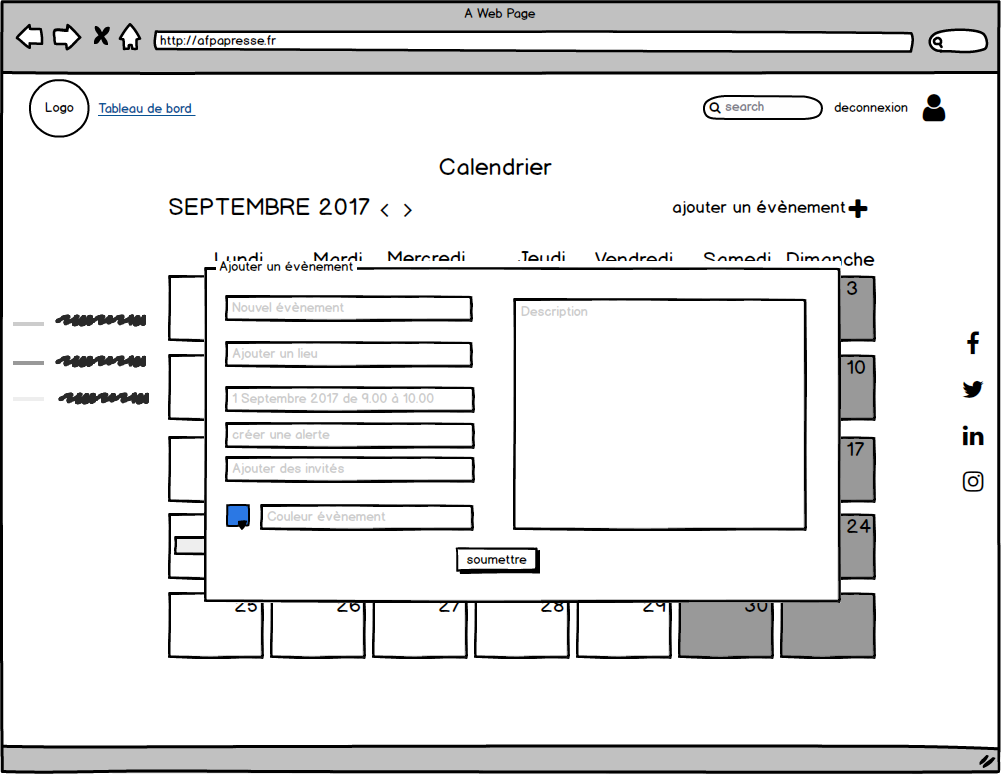 A Web Page
http://afpapresse.fr
Logo
Tableau de bord
search
deconnexion
Calendrier
SEPTEMBRE 2017 < >
ajouter un évènement
Lundi Mardi Mercredi Jeudi Vendredi Samedi Dimanche
Ajouter un évènement
Nouvel évènement
Ajouter un lieu
1 Septembre 2017 de 9.00 à 10.00
créer une alerte
Ajouter des invités
Couleur évènement
Description
soumettre
3
10
17
24
25 26 27 28 29 30